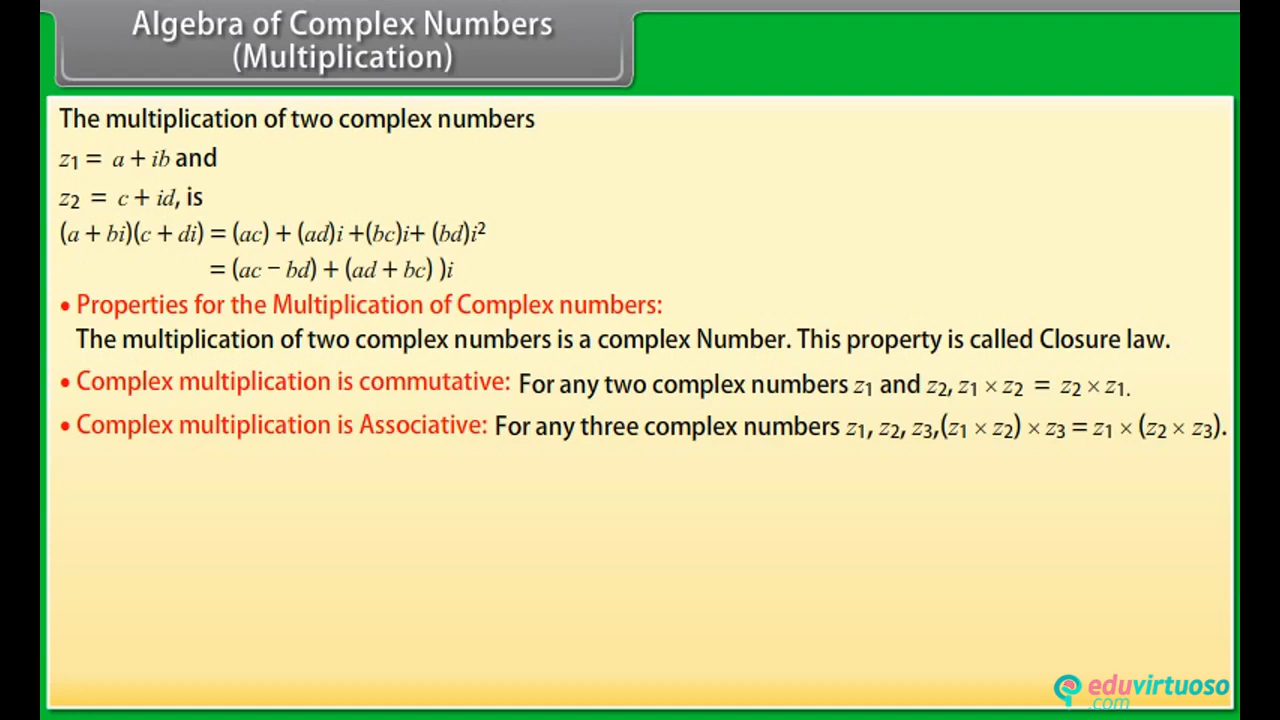 Algebra of Complex Numbers
(Multiplication)
The multiplication of two complex numbers
z₁ = a + ib and
z₂ = c + id, is
(a + bi)(c + di) = (ac) + (ad)i +(bc)i+ (bd)i²
= (ac − bd) + (ad + bc) )i
• Properties for the Multiplication of Complex numbers:
The multiplication of two complex numbers is a complex Number. This property is called Closure law.
• Complex multiplication is commutative: For any two complex numbers z₁ and z₂, z₁ × z₂ = z₂ × z₁.
• Complex multiplication is Associative: For any three complex numbers z₁, z₂, z₃,(z₁ × z₂) × z₃ = z₁ × (z₂ × z₃).
eduvirtuoso
.com